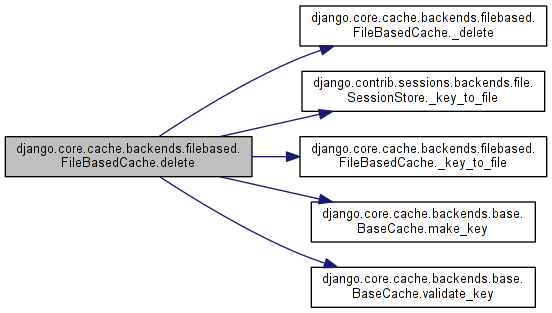 django.core.cache.backends.filebased.
FileBasedCache.delete
django.core.cache.backends.filebased.
FileBasedCache._delete
django.contrib.sessions.backends.file.
SessionStore._key_to_file
django.core.cache.backends.filebased.
FileBasedCache._key_to_file
django.core.cache.backends.base.
BaseCache.make_key
django.core.cache.backends.base.
BaseCache.validate_key